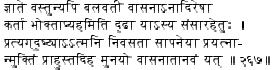 ज्ञाते वस्तुन्यपि बलवती वासनाऽनादिरेषा
कर्ता भोक्ताप्यहमिति दृढा याऽस्य संसारहेतुः ।
प्रत्यग्दृष्ट्याऽऽत्मनि निवसता सापनेया प्रयत्ना-
न्मुक्तिं प्राहुस्तदिह मुनयो वासनातानवं यत् ॥ २६७॥